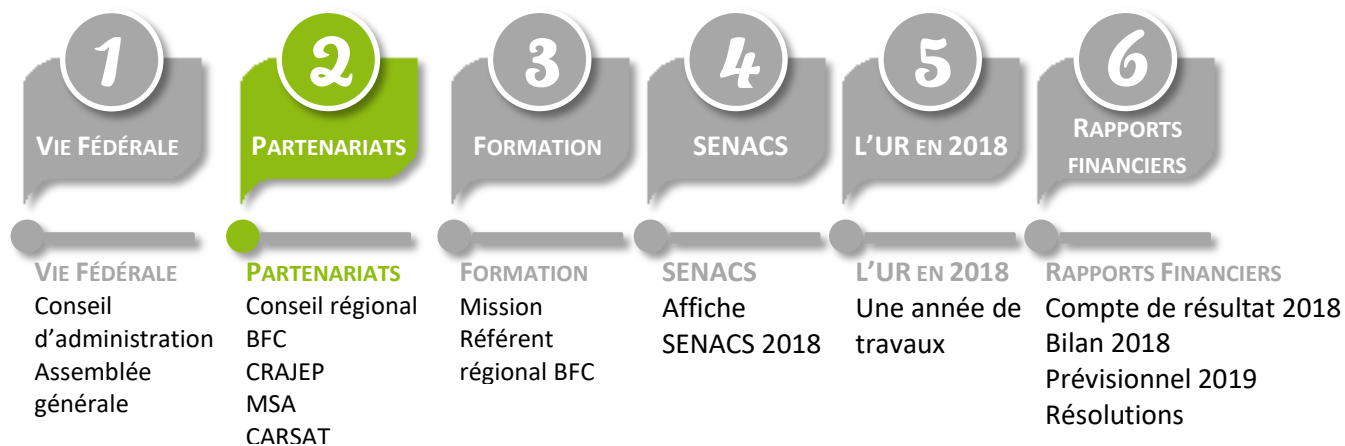 1
VIE FÉDÉRALE
2
PARTENARIATS
3
FORMATION
4
SENACS
5
L'UR EN 2018
6
RAPPORTS
FINANCIERS
VIE FÉDÉRALE
Conseil
d'administration
Assemblée
générale
PARTENARIATS
Conseil régional
BFC
CRAJEP
MSA
CARSAT
FORMATION
Mission
Référent
régional BFC
SENACS
Affiche
SENACS 2018
L'UR EN 2018
Une année de
travaux
RAPPORTS FINANCIERS
Compte de résultat 2018
Bilan 2018
Prévisionnel 2019
Résolutions